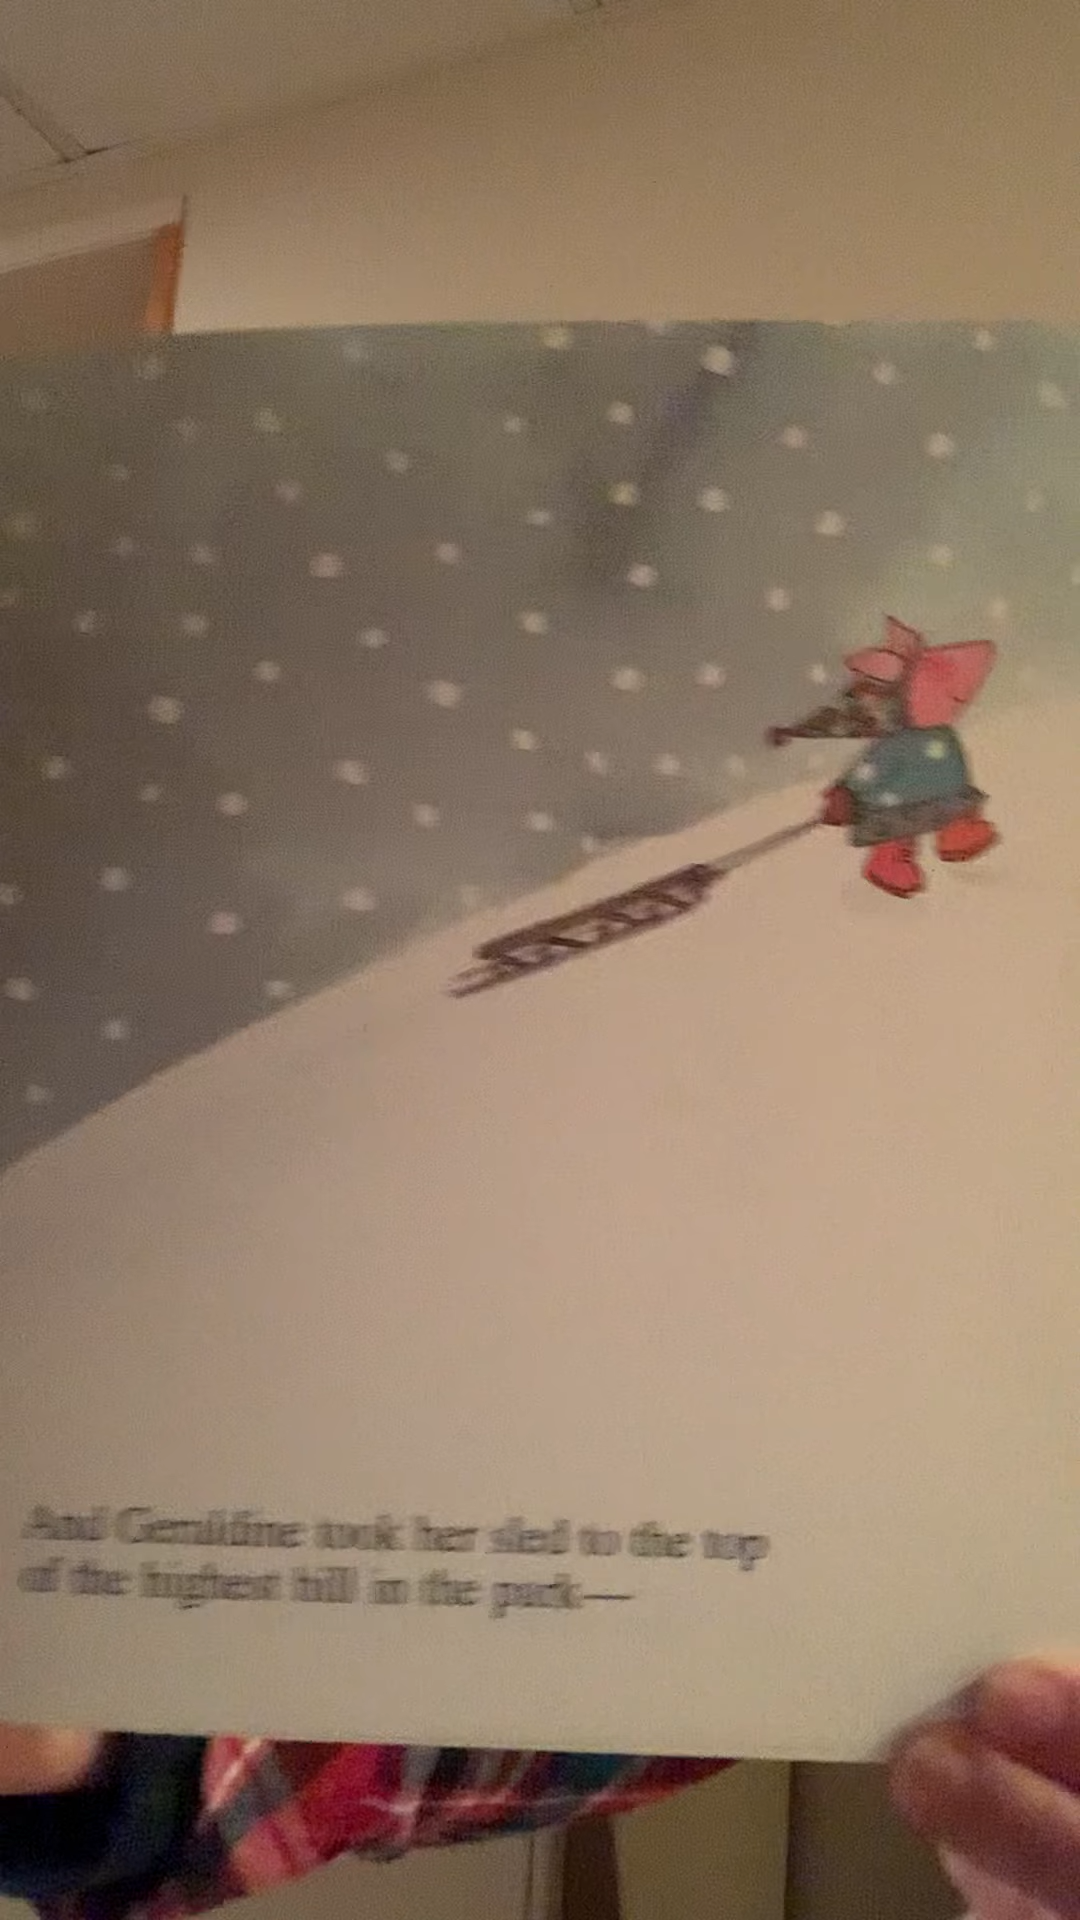 And Geraldine took her sled to the top
of the highest hill in the park—